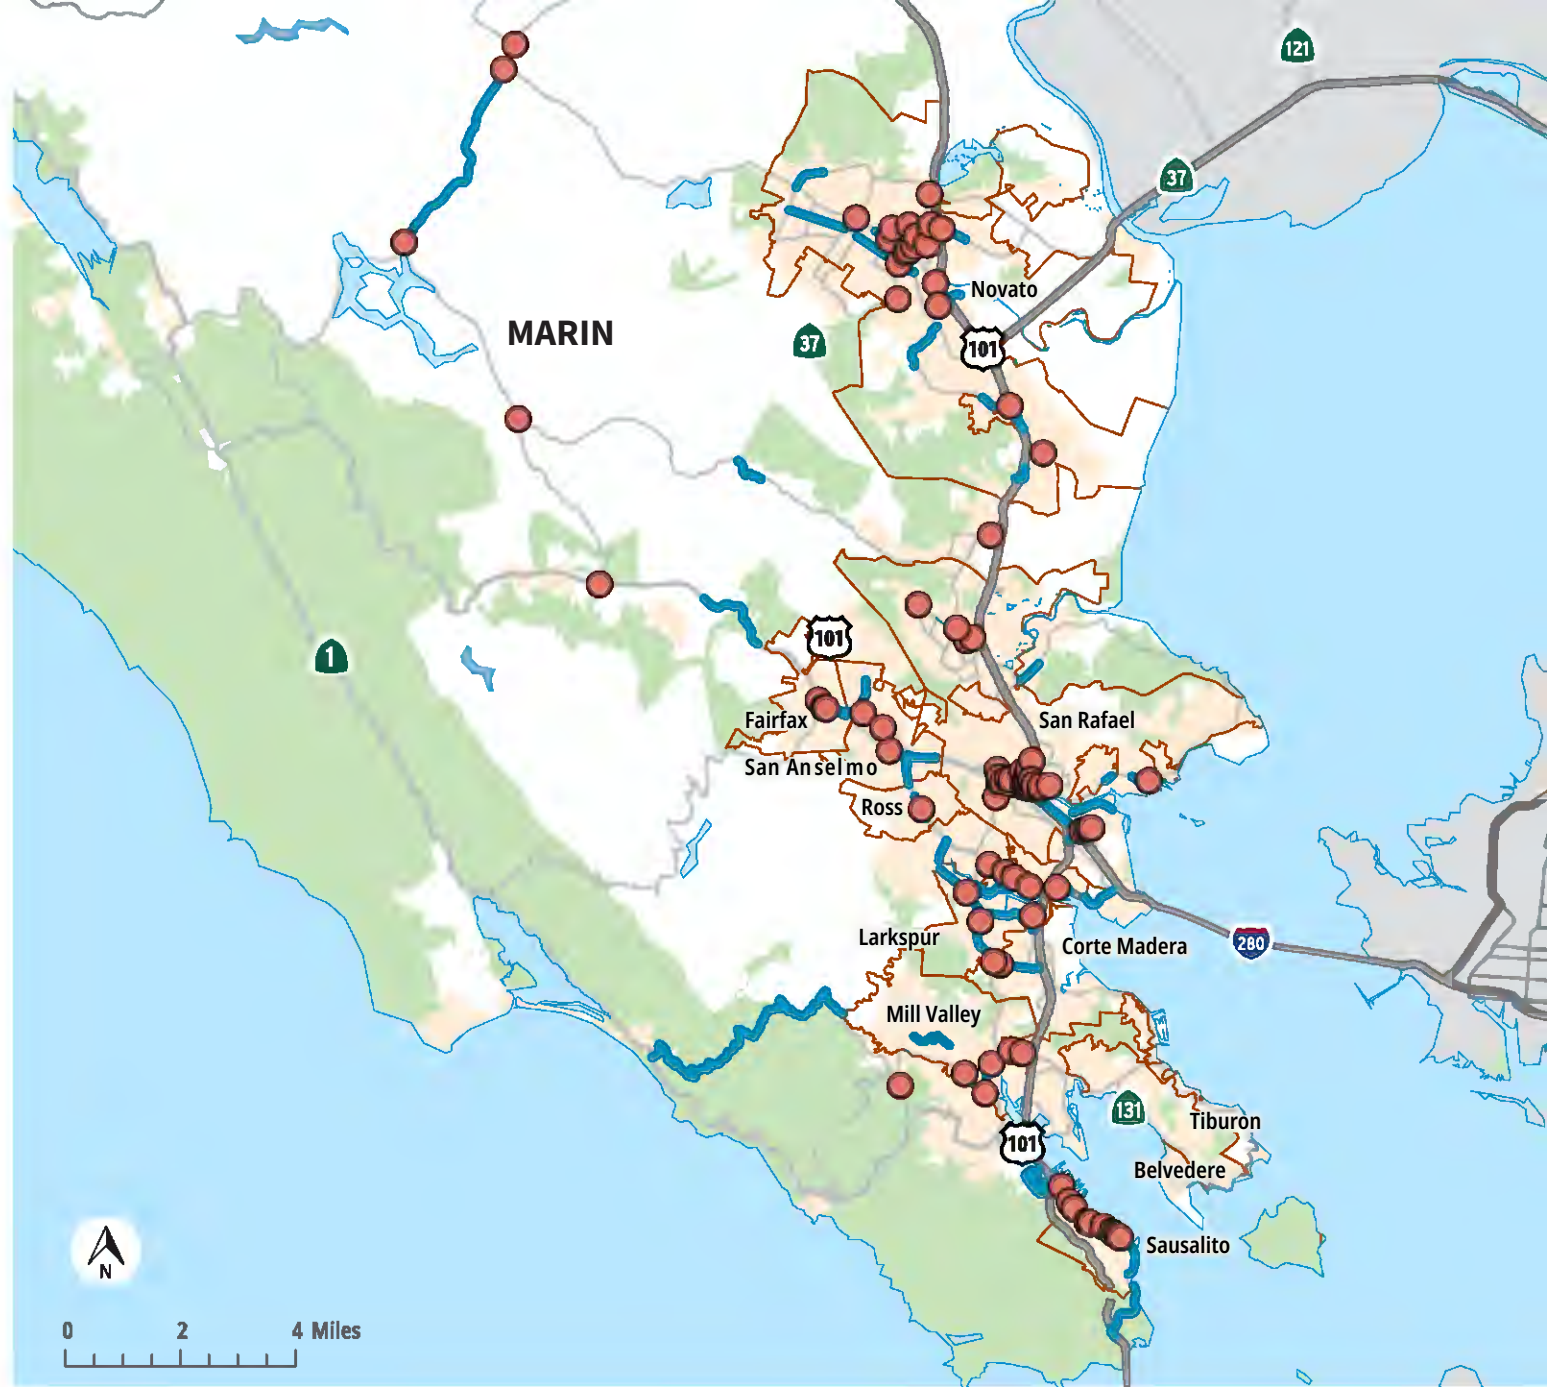 121
37
Novato
MARIN
37
101
101
1
San Rafael
Fairfax
San Anselmo
Ross
Larkspur
Corte Madera
280
Mill Valley
131
Tiburon
101
Belvedere
Sausalito
N
0 2 4 Miles